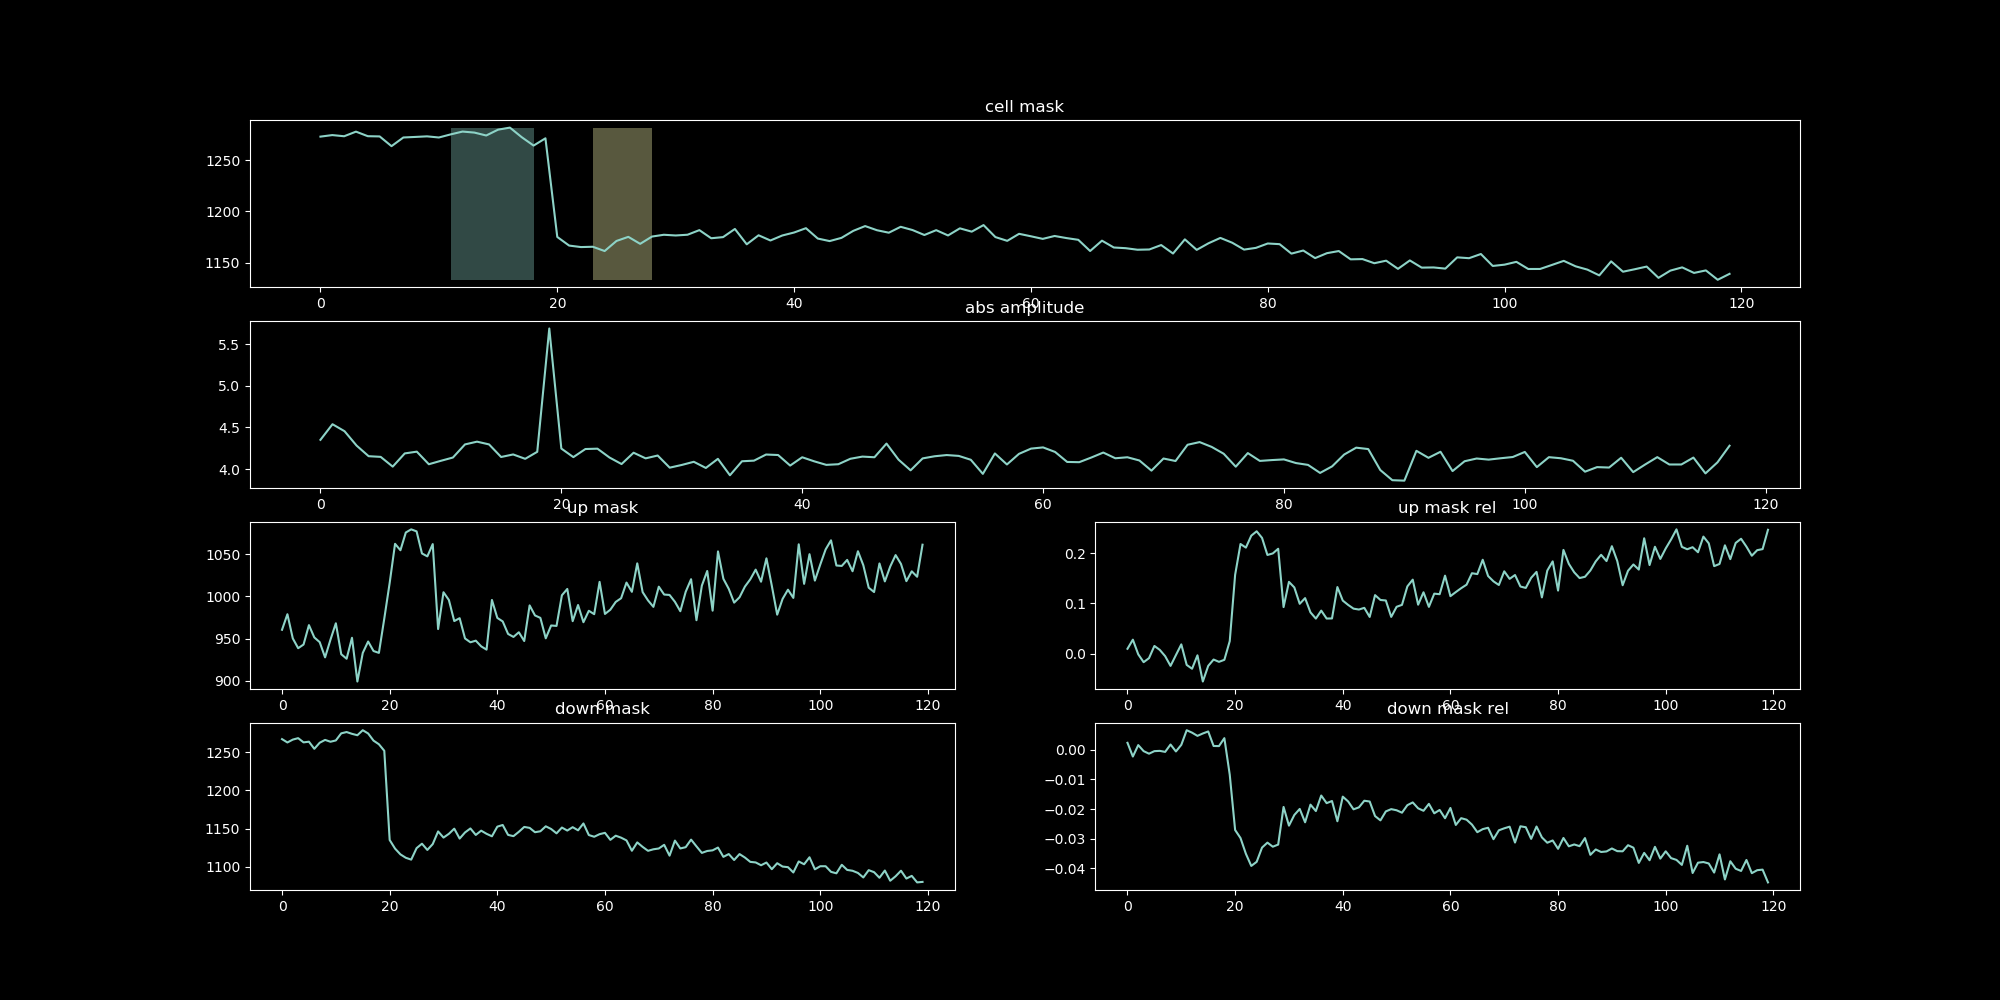 cell mask
1250
1200
1150
0 20 40 60 80 100 120
abs amplitude
5.5
5.0
4.5
4.0
0 20 40 60 80 100 120
up mask
1050
1000
950
900
0 20 40 60 80 100 120
up mask rel
0.2
0.1
0.0
0 20 40 60 80 100 120
down mask
1250
1200
1150
1100
0 20 40 60 80 100 120
down mask rel
0.00
−0.01
−0.02
−0.03
−0.04
0 20 40 60 80 100 120